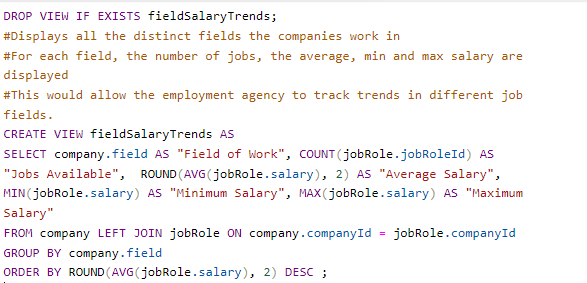 DROP VIEW IF EXISTS fieldSalaryTrends;
#Displays all the distinct fields the companies work in
#For each field, the number of jobs, the average, min and max salary are
displayed
#This would allow the employment agency to track trends in different job
fields.
CREATE VIEW fieldSalaryTrends AS
SELECT company.field AS "Field of Work", COUNT(jobRole.jobRoleId) AS
"Jobs Available",  ROUND(AVG(jobRole.salary), 2) AS "Average Salary",
MIN(jobRole.salary) AS "Minimum Salary", MAX(jobRole.salary) AS "Maximum
Salary"
FROM company LEFT JOIN jobRole ON company.companyId = jobRole.companyId
GROUP BY company.field
ORDER BY ROUND(AVG(jobRole.salary), 2) DESC ;